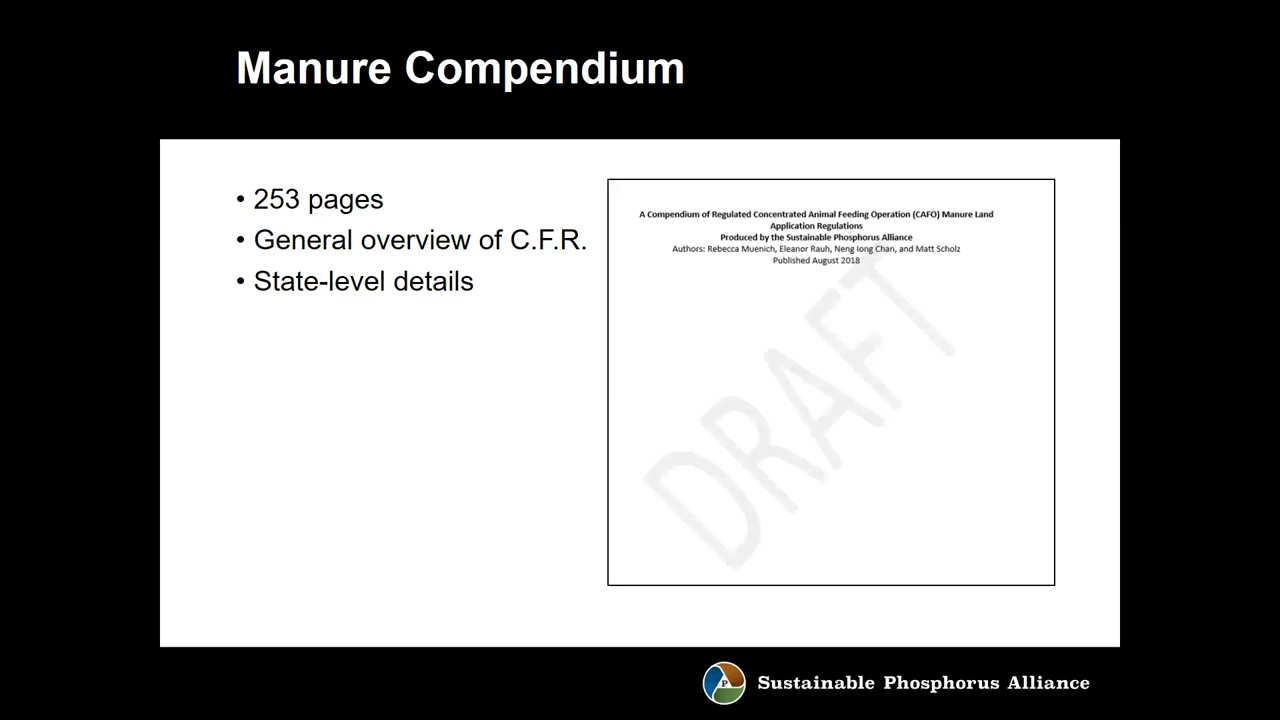 Manure Compendium
• 253 pages
• General overview of C.F.R.
• State-level details
A Compendium of Regulated Concentrated Animal Feeding Operation (CAFO) Manure Land
Application Regulations
Produced by the Sustainable Phosphorus Alliance
Authors: Rebecca Muenich, Eleanor Rauh, Neng Iong Chan, and Matt Scholz
Published August 2018
DRAFT
P
Sustainable Phosphorus Alliance